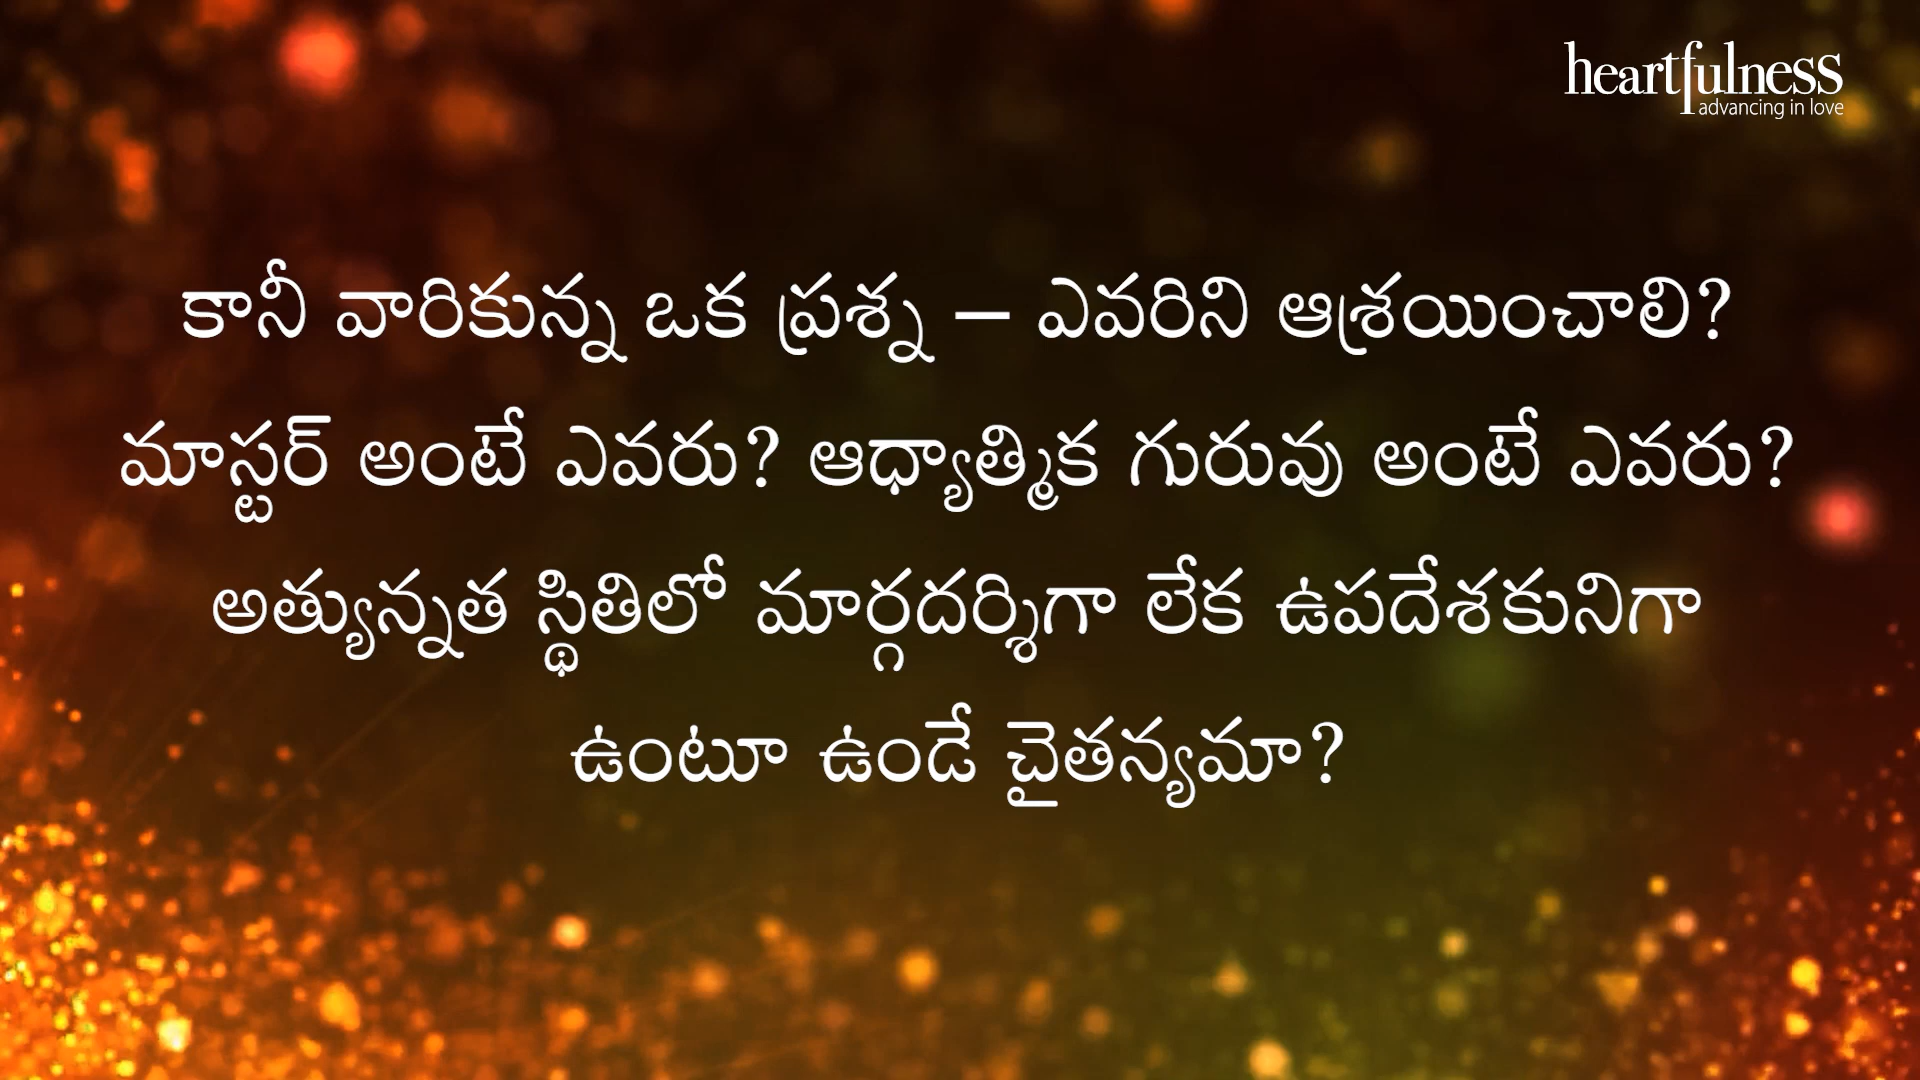 heartfulness
advancing in love
కానీ వారికున్న ఒక ప్రశ్న – ఎవరిని ఆశ్రయించాలి?
మాస్టర్ అంటే ఎవరు? ఆధ్యాత్మిక గురువు అంటే ఎవరు?
అత్యున్నత స్థితిలో మార్గదర్శిగా లేక ఉపదేశకునిగా
ఉంటూ ఉండే చైతన్యమా?